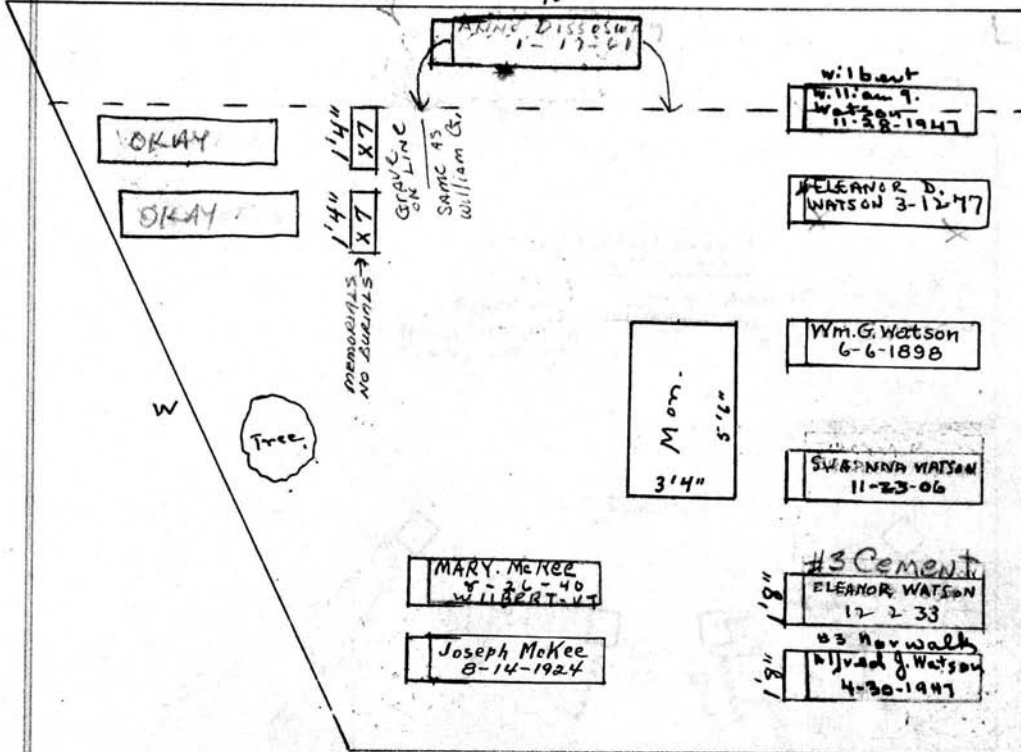 ANNE
1-17-61
wilbert
William G.
Watson
11-28-1947
OKAY
1'4"
X7
GRAVE
ON LINE
SAME AS
William G.
ELEANOR D.
WATSON 3-12-77
OKAY
1'4"
X7
MEMORIALS→
NO BURIALS→
Wm. G. Watson
6-6-1898
Mon.
5'6"
3'4"
W
Tree
SUSANNA WATSON
11-23-06
MARY. McKEE
8-26-40
WILBERT-VT
#3 Cement
ELEANOR WATSON
12 2 33
1'8"
Joseph McKee
8-14-1924
#3 Norwalk
Alfred J. Watson
4-30-1947
1'8"